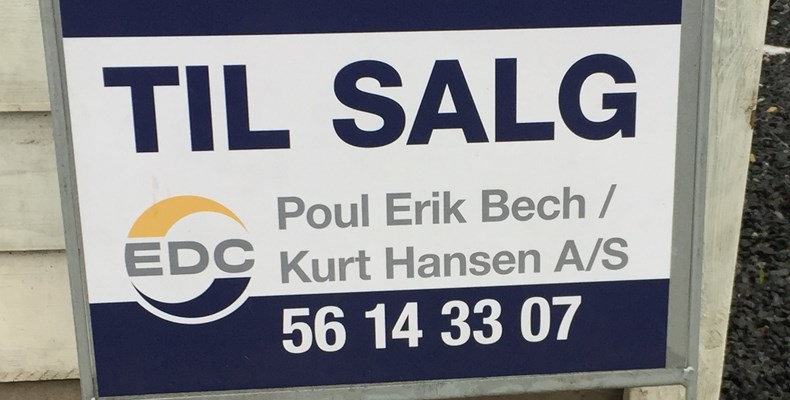 TIL SALG
EDC
Poul Erik Bech /
Kurt Hansen A/S
56 14 33 07